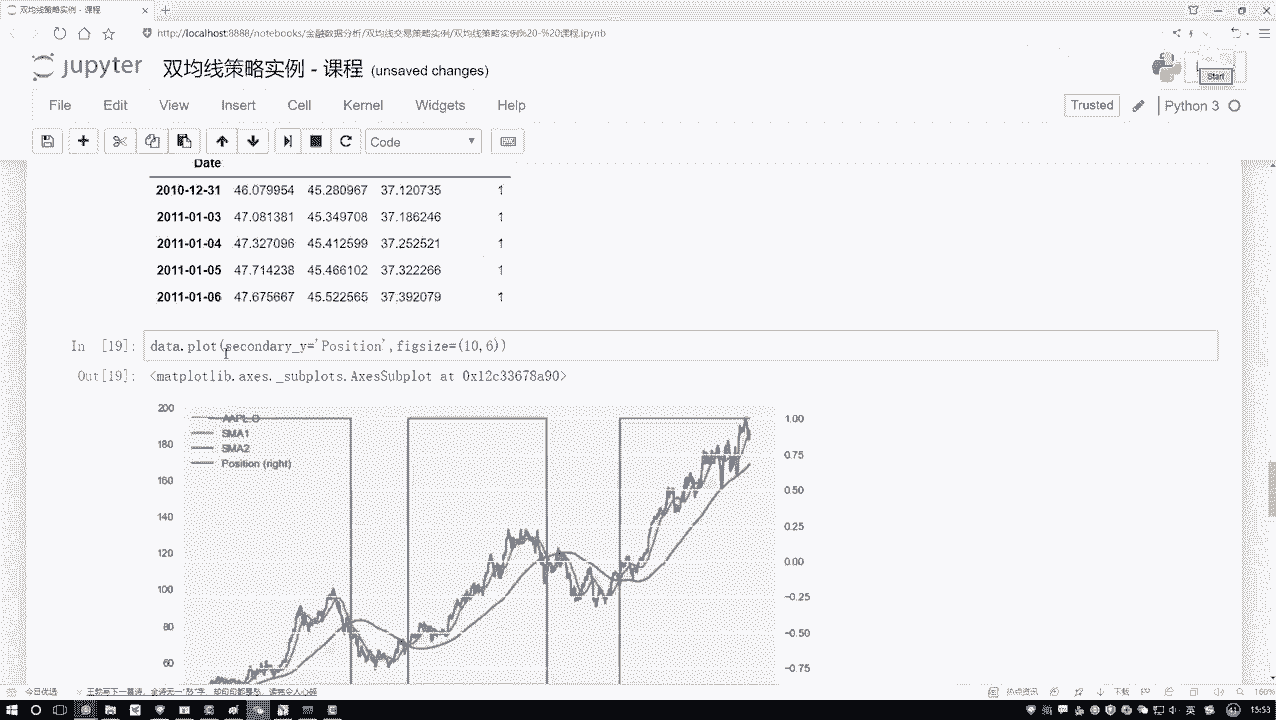 双均线策略实例 - 课程
http://localhost:8888/notebooks/金融数据分析/双均线交易策略实例/双均线策略实例%20-%20课程.ipynb
jupyter 双均线策略实例 - 课程 (unsaved changes)
Start
File Edit View Insert Cell Kernel Widgets Help
Trusted Python 3
Code
Date
2010-12-31 46.079954 45.280967 37.120735 1
2011-01-03 47.081381 45.349708 37.186246 1
2011-01-04 47.327096 45.412599 37.252521 1
2011-01-05 47.714238 45.466102 37.322266 1
2011-01-06 47.675667 45.522565 37.392079 1
In [19]: data.plot(secondary_y='Position',figsize=(10,6))
Out[19]: <matplotlib.axes._subplots.AxesSubplot at 0x12c33678a90>
200
180
160
140
120
100
80
60
AAPL.O
SMA1
SMA2
Position (right)
1.00
0.75
0.50
0.25
0.00
−0.25
−0.50
−0.75
今日优选
热点资讯
下载
160%
英
15:53